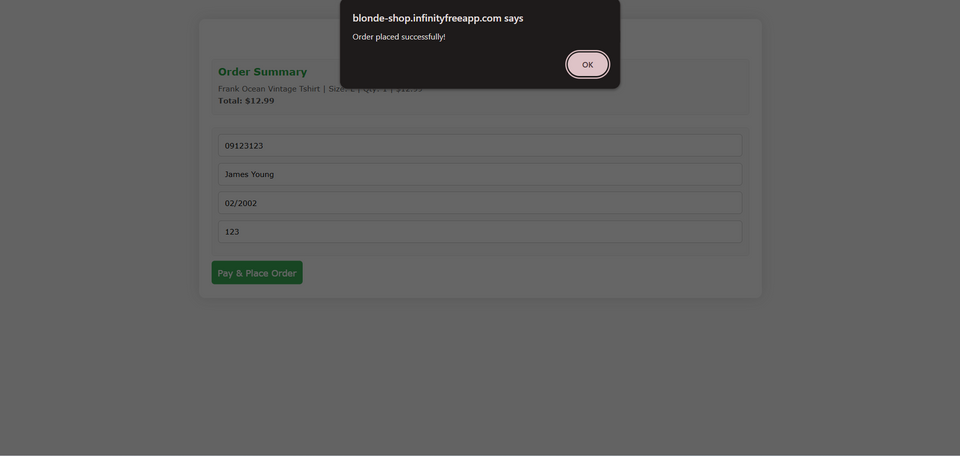 blonde-shop.infinityfreeapp.com says
Order placed successfully!
OK
Order Summary
Frank Ocean Vintage Tshirt | Size: L | Qty: 1 | $12.99
Total: $12.99
09123123
James Young
02/2002
123
Pay & Place Order